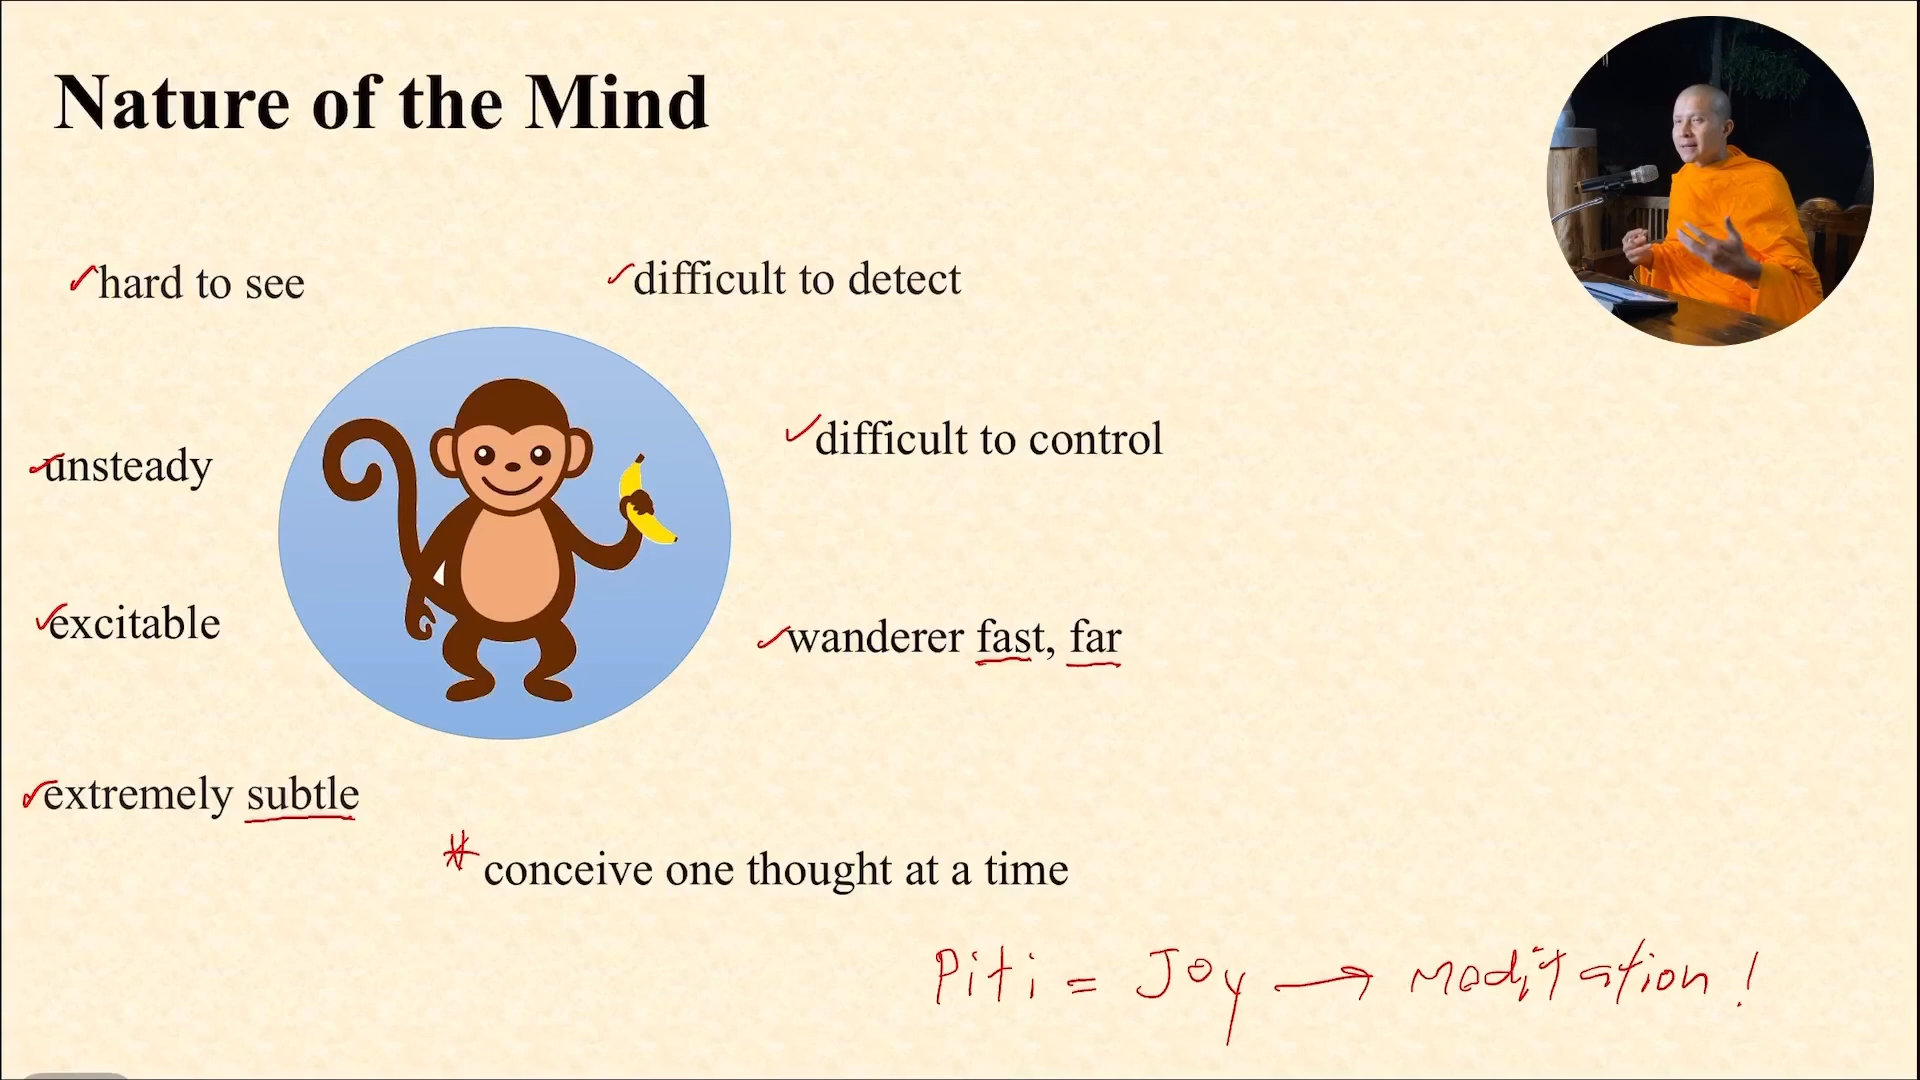 Nature of the Mind
hard to see
difficult to detect
unsteady
difficult to control
excitable
wanderer fast, far
extremely subtle
* conceive one thought at a time
Piti = Joy → meditation!